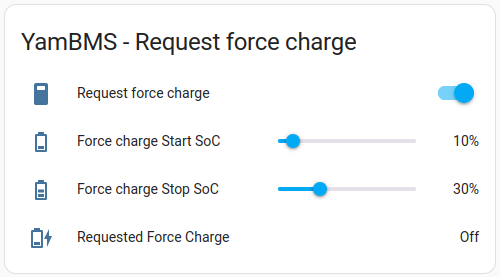 YamBMS - Request force charge
Request force charge
Force charge Start SoC 10%
Force charge Stop SoC 30%
Requested Force Charge Off